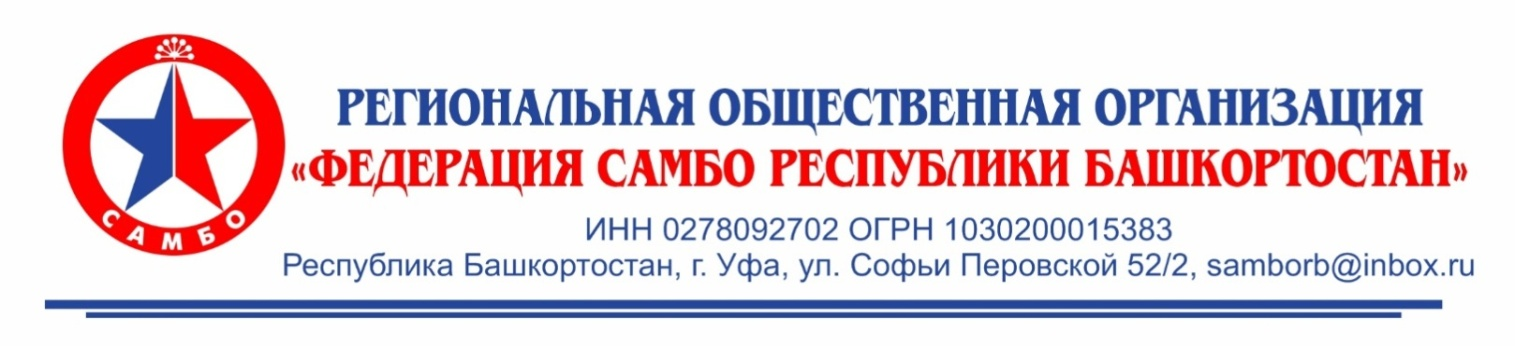 САМБО
РЕГИОНАЛЬНАЯ ОБЩЕСТВЕННАЯ ОРГАНИЗАЦИЯ
«ФЕДЕРАЦИЯ САМБО РЕСПУБЛИКИ БАШКОРТОСТАН»
ИНН 0278092702 ОГРН 1030200015383
Республика Башкортостан, г. Уфа, ул. Софьи Перовской 52/2, samborb@inbox.ru